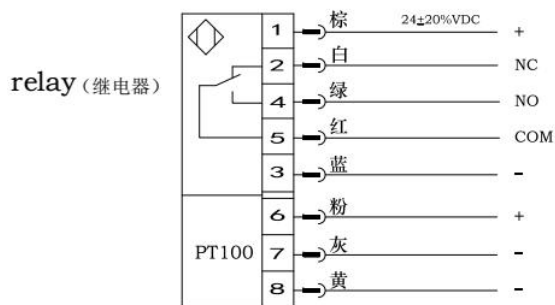 1 棕 24±20%VDC +
2 白 NC
relay（继电器）
4 绿 NO
5 红 COM
3 蓝 -
6 粉 +
PT100 7 灰 -
8 黄 -